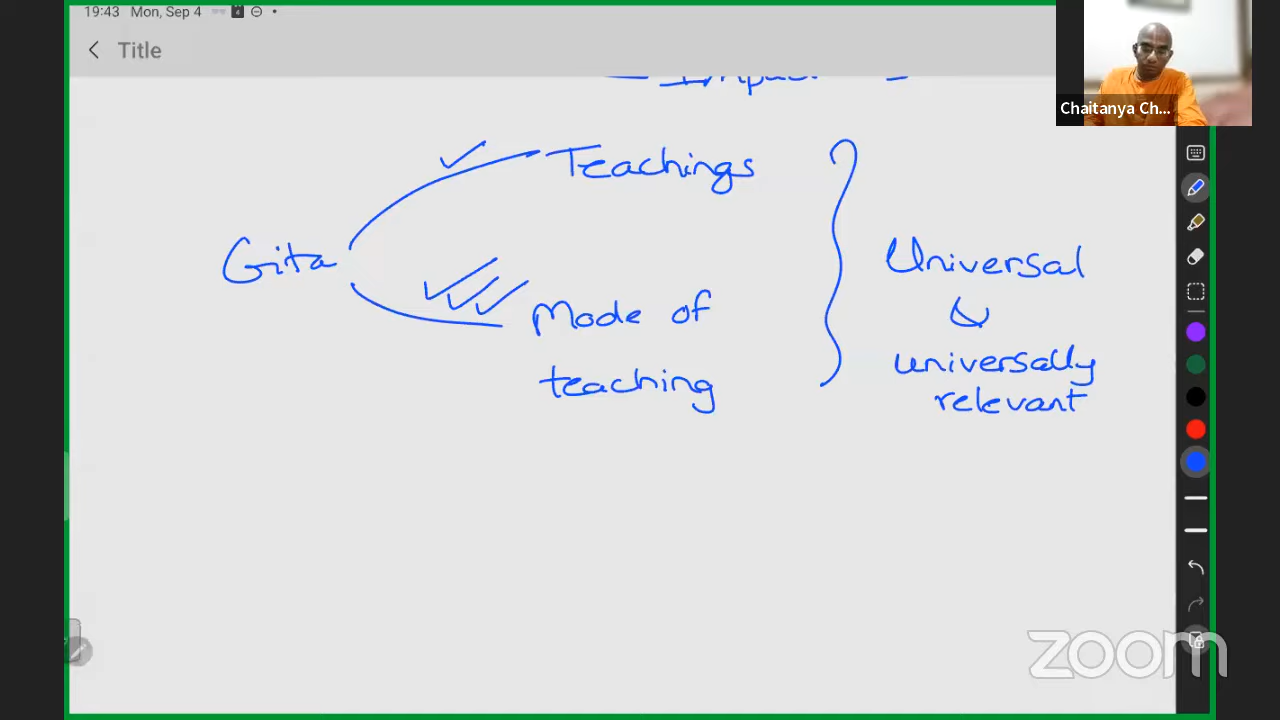 19:43 Mon, Sep 4
Title
Chaitanya Ch...
Teachings
Gita
Mode of
teaching
Universal
&
universally
relevant
zoom